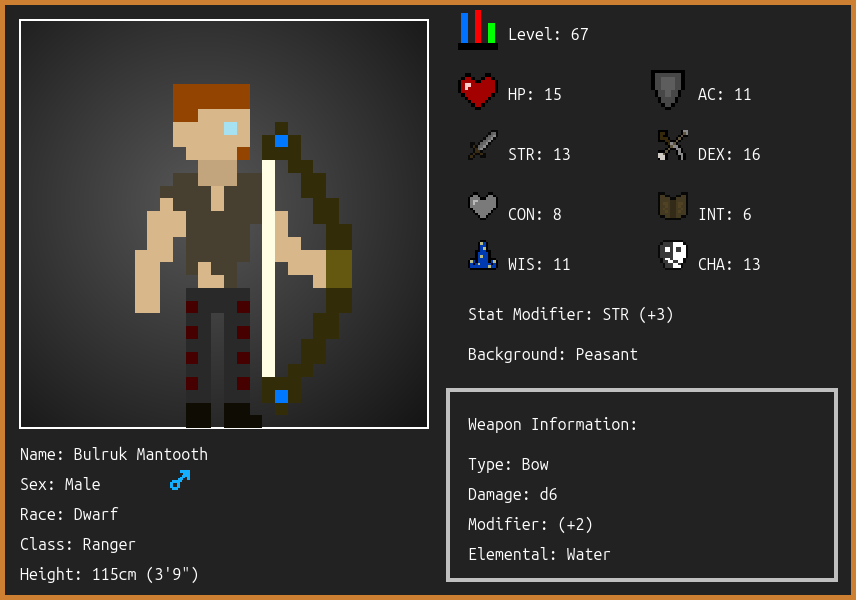 Level: 67
HP: 15
AC: 11
STR: 13
DEX: 16
CON: 8
INT: 6
WIS: 11
CHA: 13
Stat Modifier: STR (+3)
Background: Peasant
Weapon Information:
Type: Bow
Damage: d6
Modifier: (+2)
Elemental: Water
Name: Bulruk Mantooth
Sex: Male
Race: Dwarf
Class: Ranger
Height: 115cm (3'9")